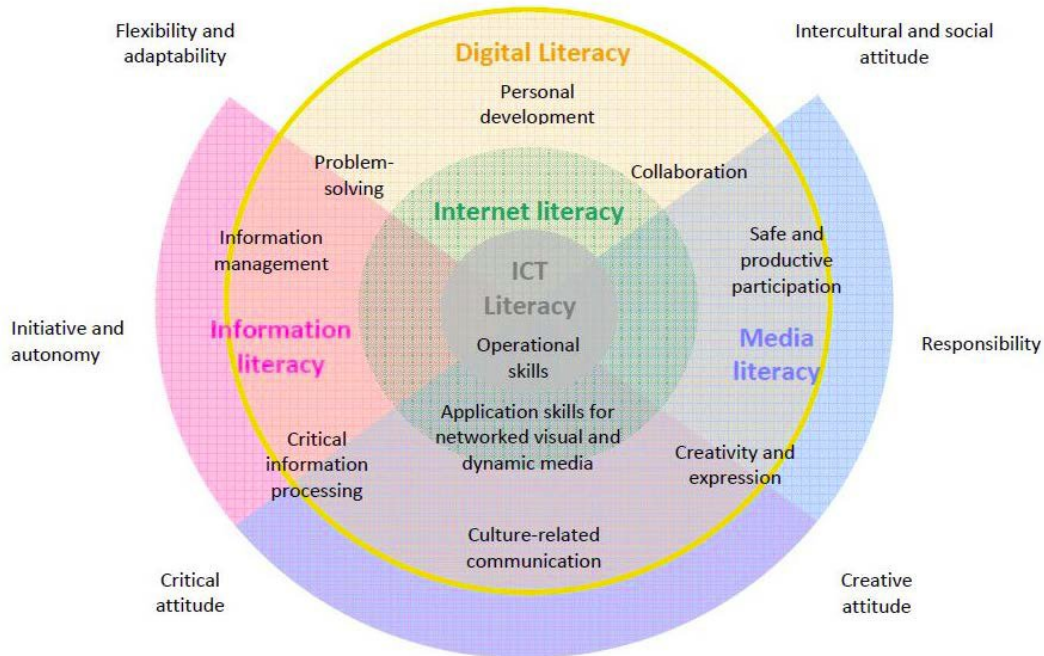 Flexibility and
adaptability
Digital Literacy
Intercultural and social
attitude
Personal
development
Problem-
solving
Collaboration
Internet literacy
Information
management
Safe and
productive
participation
ICT
Literacy
Initiative and
autonomy
Information
literacy
Operational
skills
Media
literacy
Responsibility
Application skills for
networked visual and
dynamic media
Critical
information
processing
Creativity and
expression
Culture-related
communication
Critical
attitude
Creative
attitude